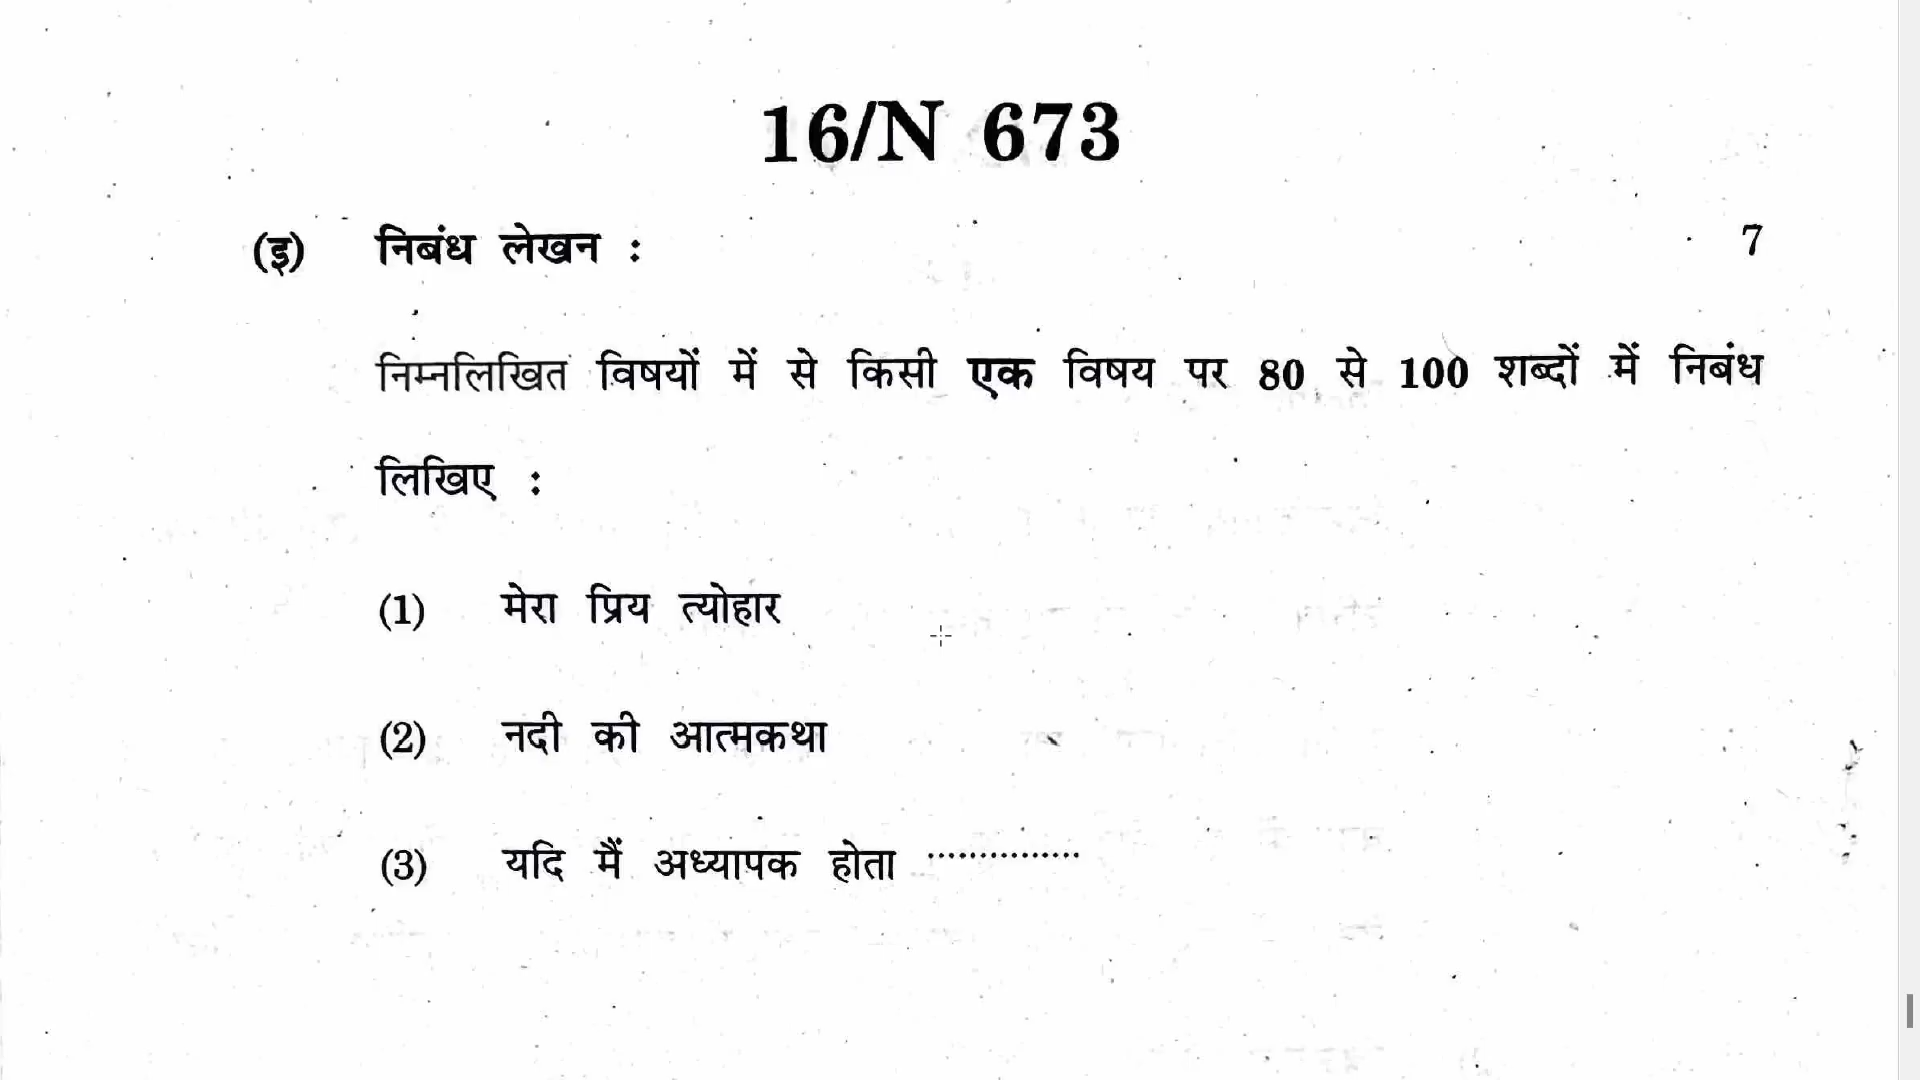 16/N 673
(इ) निबंध लेखन : 7
निम्नलिखित विषयों में से किसी एक विषय पर 80 से 100 शब्दों में निबंध
लिखिए :
(1) मेरा प्रिय त्योहार
(2) नदी की आत्मकथा
(3) यदि मैं अध्यापक होता ...............